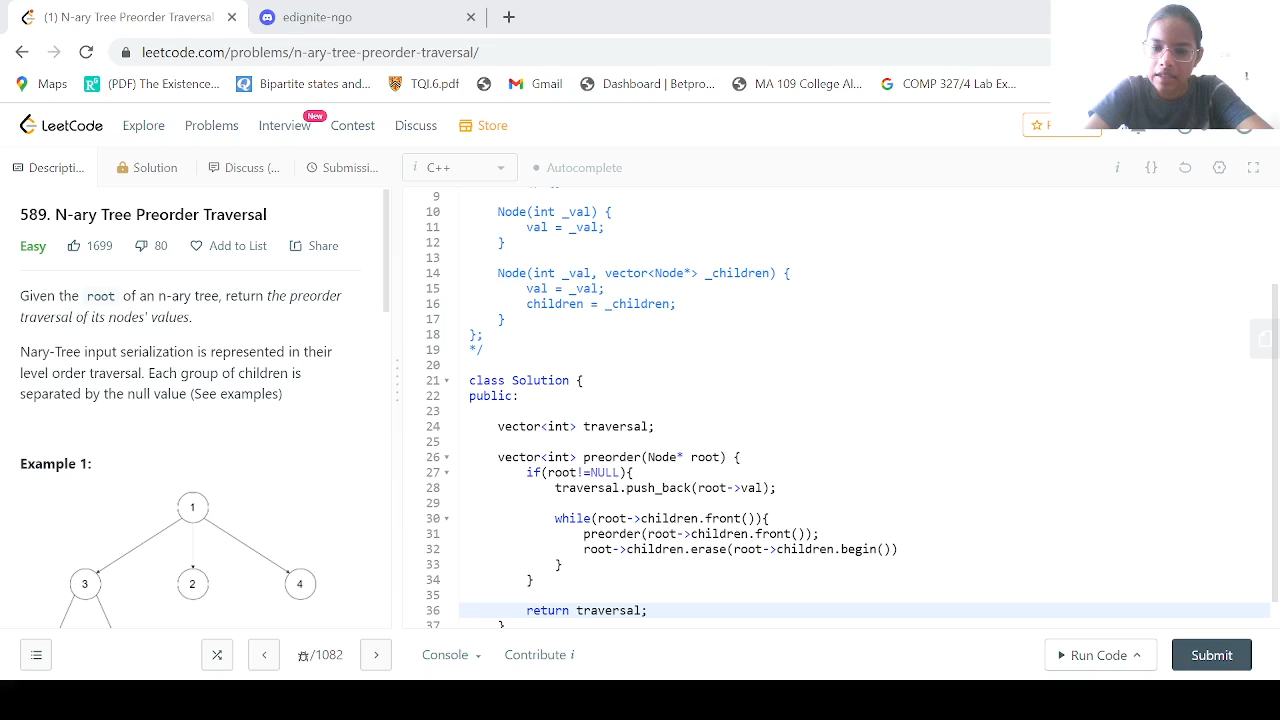 (1) N-ary Tree Preorder Traversal
edignite-ngo
leetcode.com/problems/n-ary-tree-preorder-traversal/
Maps
(PDF) The Existence...
Bipartite states and...
TOI.6pdf
Gmail
Dashboard | Betpro...
MA 109 College Al...
COMP 327/4 Lab Ex...
LeetCode
Explore
Problems
Interview
New
Contest
Discuss
Store
Descripti...
Solution
Discuss (...
Submissi...
i C++
Autocomplete
589. N-ary Tree Preorder Traversal
Easy
1699
80
Add to List
Share
Given the root of an n-ary tree, return the preorder
traversal of its nodes' values.
Nary-Tree input serialization is represented in their
level order traversal. Each group of children is
separated by the null value (See examples)
Example 1:
1
3
2
4
9
10 Node(int _val) {
11 val = _val;
12 }
13
14 Node(int _val, vector<Node*> _children) {
15 val = _val;
16 children = _children;
17 }
18 };
19 */
20
21 class Solution {
22 public:
23
24 vector<int> traversal;
25
26 vector<int> preorder(Node* root) {
27 if(root!=NULL){
28 traversal.push_back(root->val);
29
30 while(root->children.front()){
31 preorder(root->children.front());
32 root->children.erase(root->children.begin())
33 }
34 }
35
36 return traversal;
37 }
/1082
Console
Contribute i
Run Code
Submit